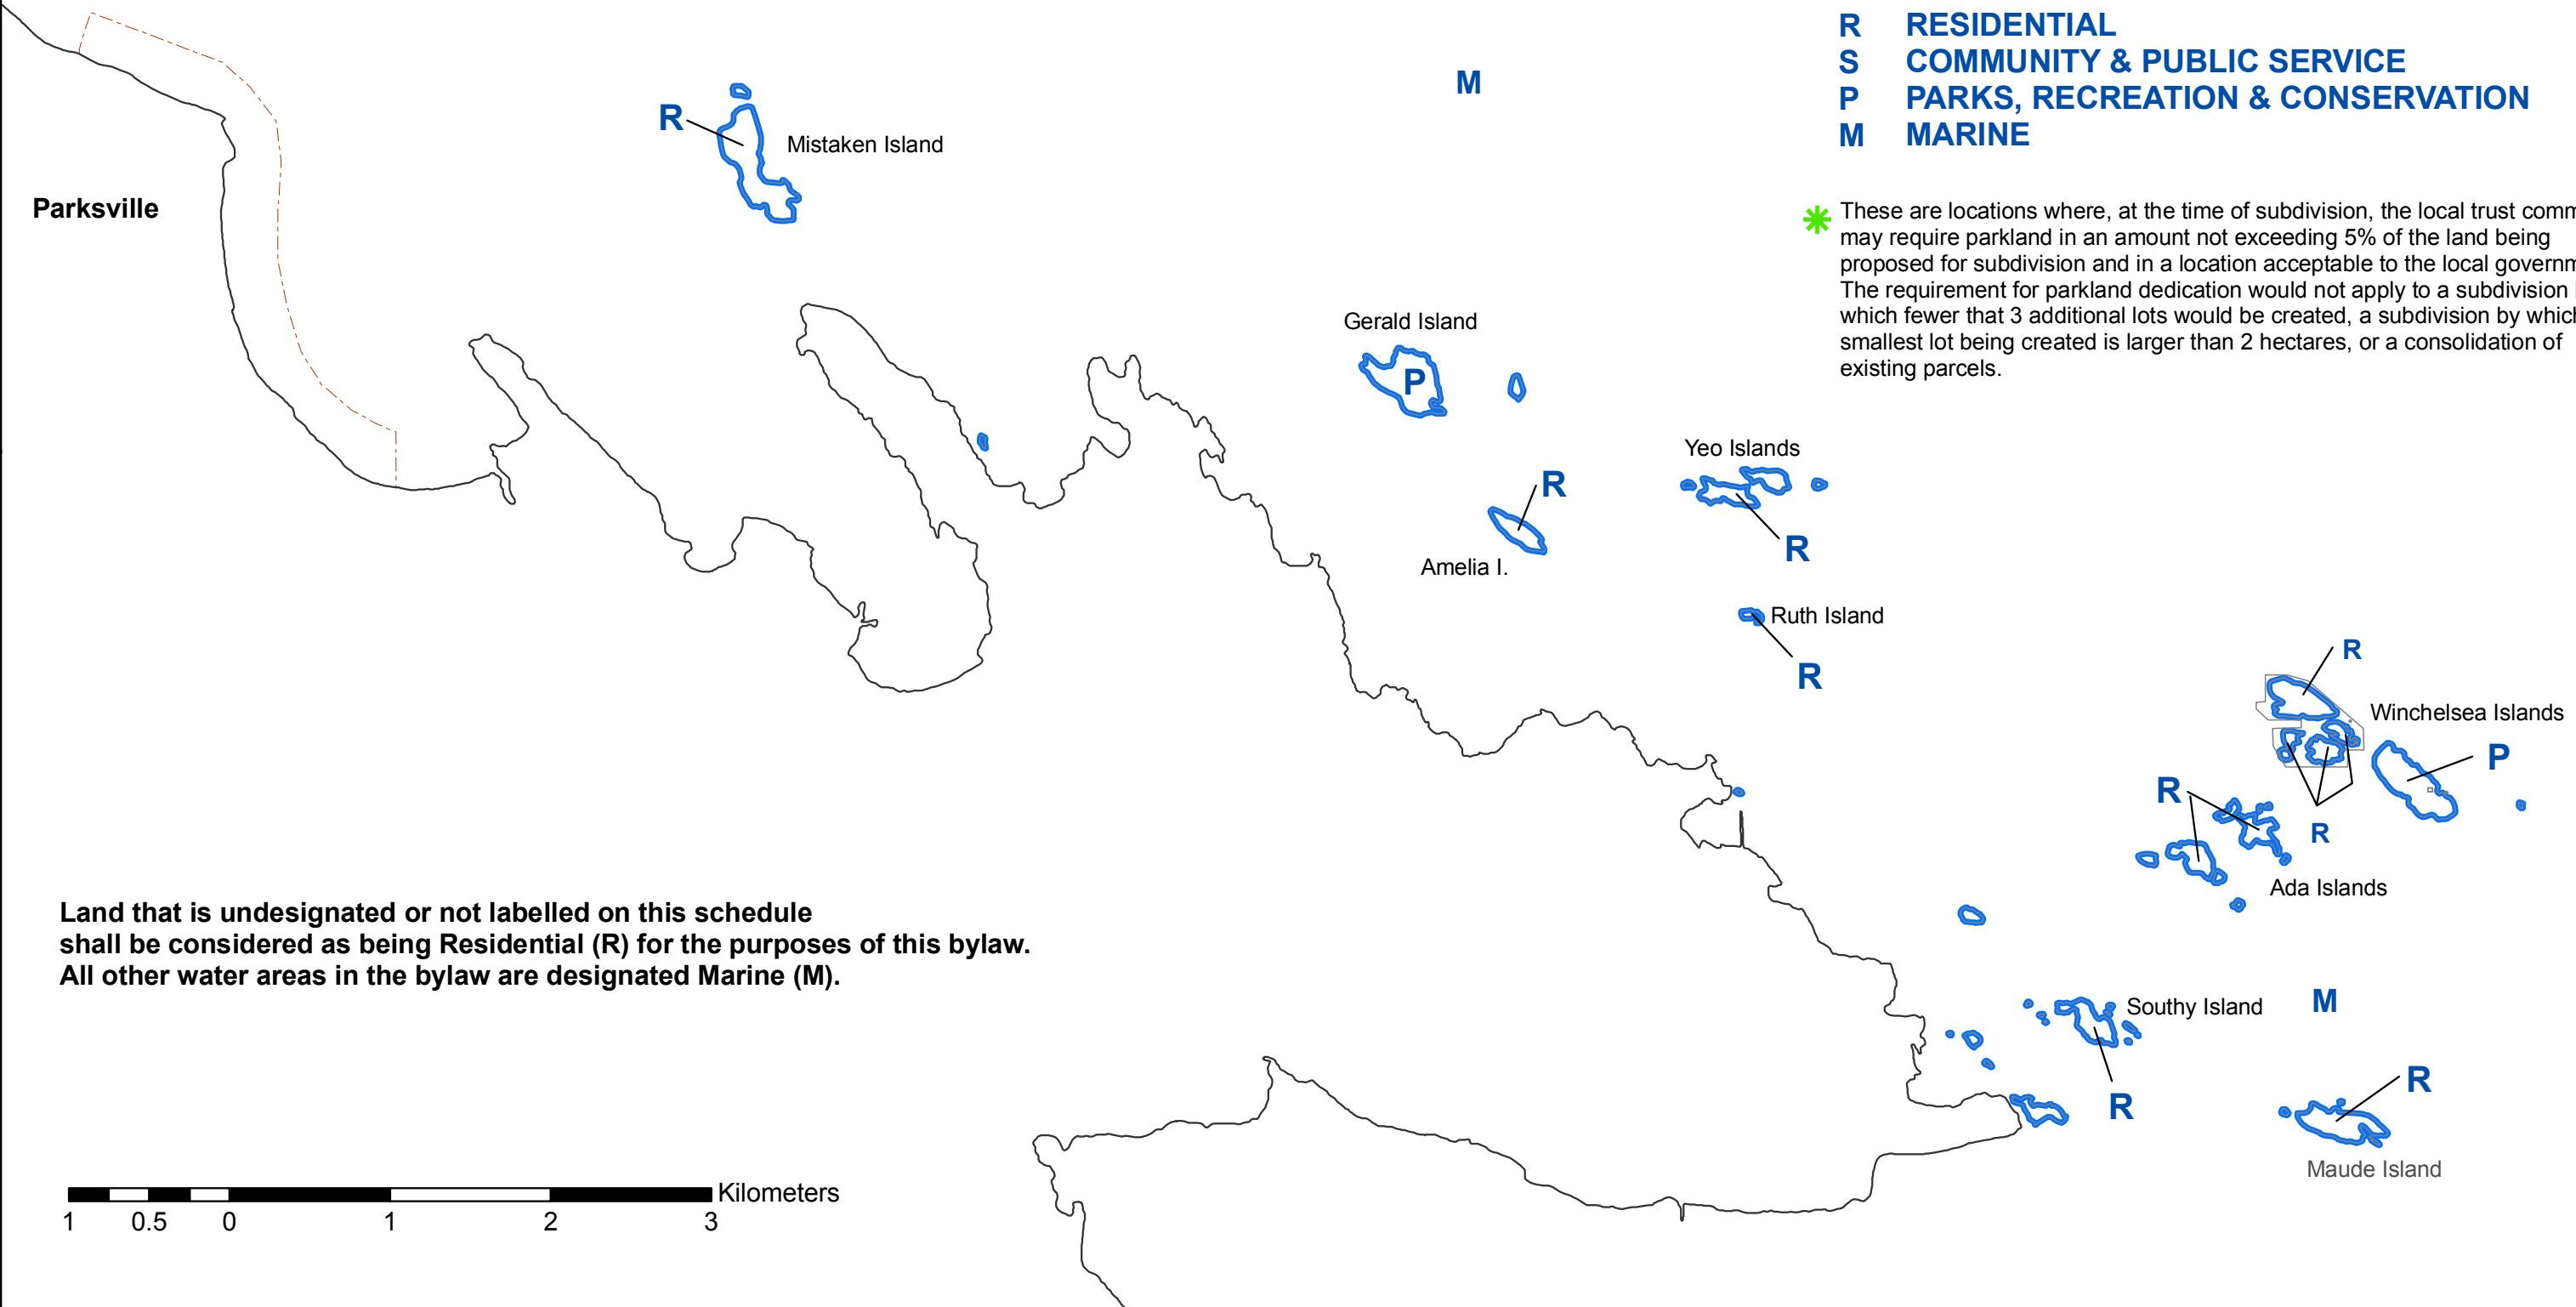 R RESIDENTIAL
S COMMUNITY & PUBLIC SERVICE
P PARKS, RECREATION & CONSERVATION
M MARINE
These are locations where, at the time of subdivision, the local trust
may require parkland in an amount not exceeding 5% of the land being
proposed for subdivision and in a location acceptable to the local
The requirement for parkland dedication would not apply to a subdivision
which fewer that 3 additional lots would be created, a subdivision by
smallest lot being created is larger than 2 hectares, or a consolidation of
existing parcels.
M
R
Mistaken Island
Parksville
Gerald Island
P
Yeo Islands
R
R
Amelia I.
Ruth Island
R
R
Winchelsea Islands
P
R
R
Ada Islands
Land that is undesignated or not labelled on this schedule
shall be considered as being Residential (R) for the purposes of this bylaw.
All other water areas in the bylaw are designated Marine (M).
Southy Island
M
R
R
Maude Island
Kilometers
1 0.5 0 1 2 3